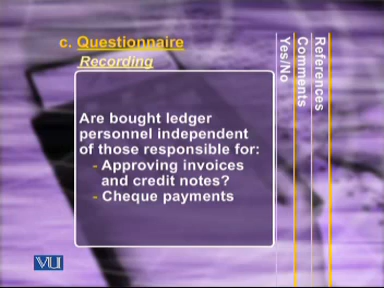 c. Questionnaire
Recording
Yes/No
Comments
References
Are bought ledger
personnel independent
of those responsible for:
- Approving invoices
and credit notes?
- Cheque payments
VU